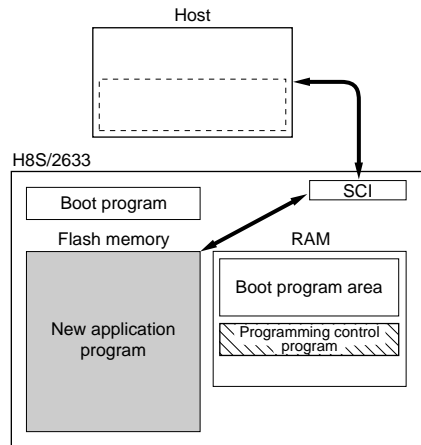 Host
H8S/2633
SCI
Boot program
Flash memory
RAM
Boot program area
New application
program
Programming control
program